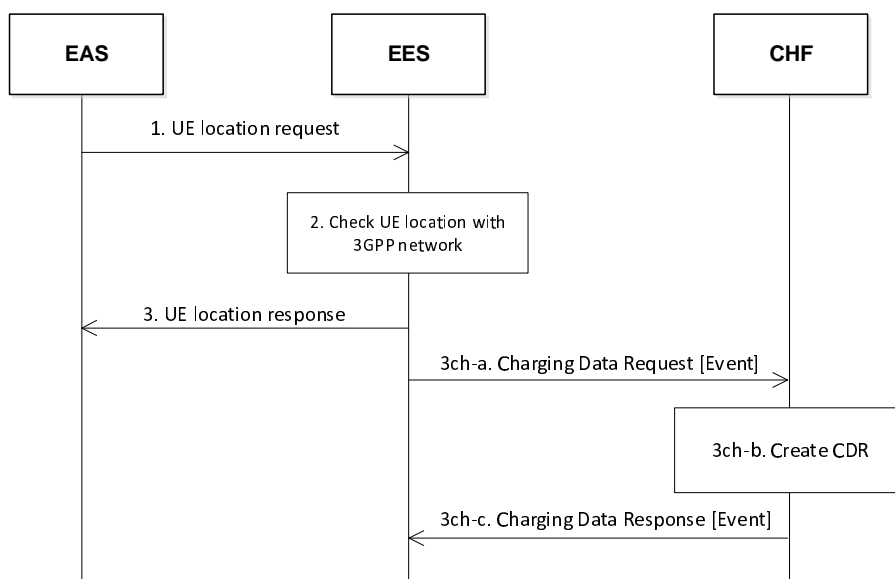 EAS
EES
CHF
1. UE location request
2. Check UE location with
3GPP network
3. UE location response
3ch-a. Charging Data Request [Event]
3ch-b. Create CDR
3ch-c. Charging Data Response [Event]